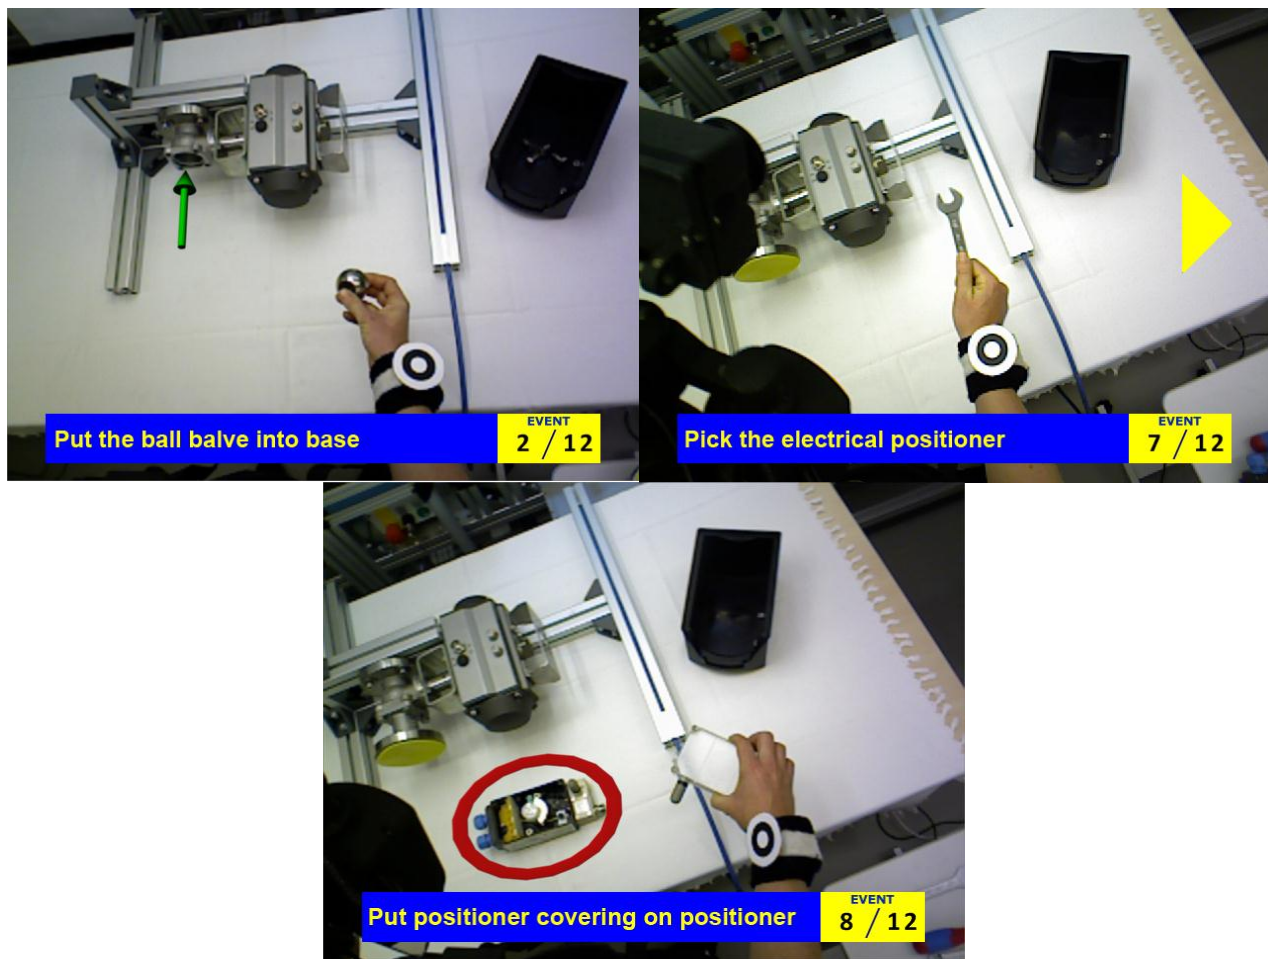 Put the ball balve into base
EVENT
2 / 12
Pick the electrical positioner
EVENT
7 / 12
Put positioner covering on positioner
EVENT
8 / 12